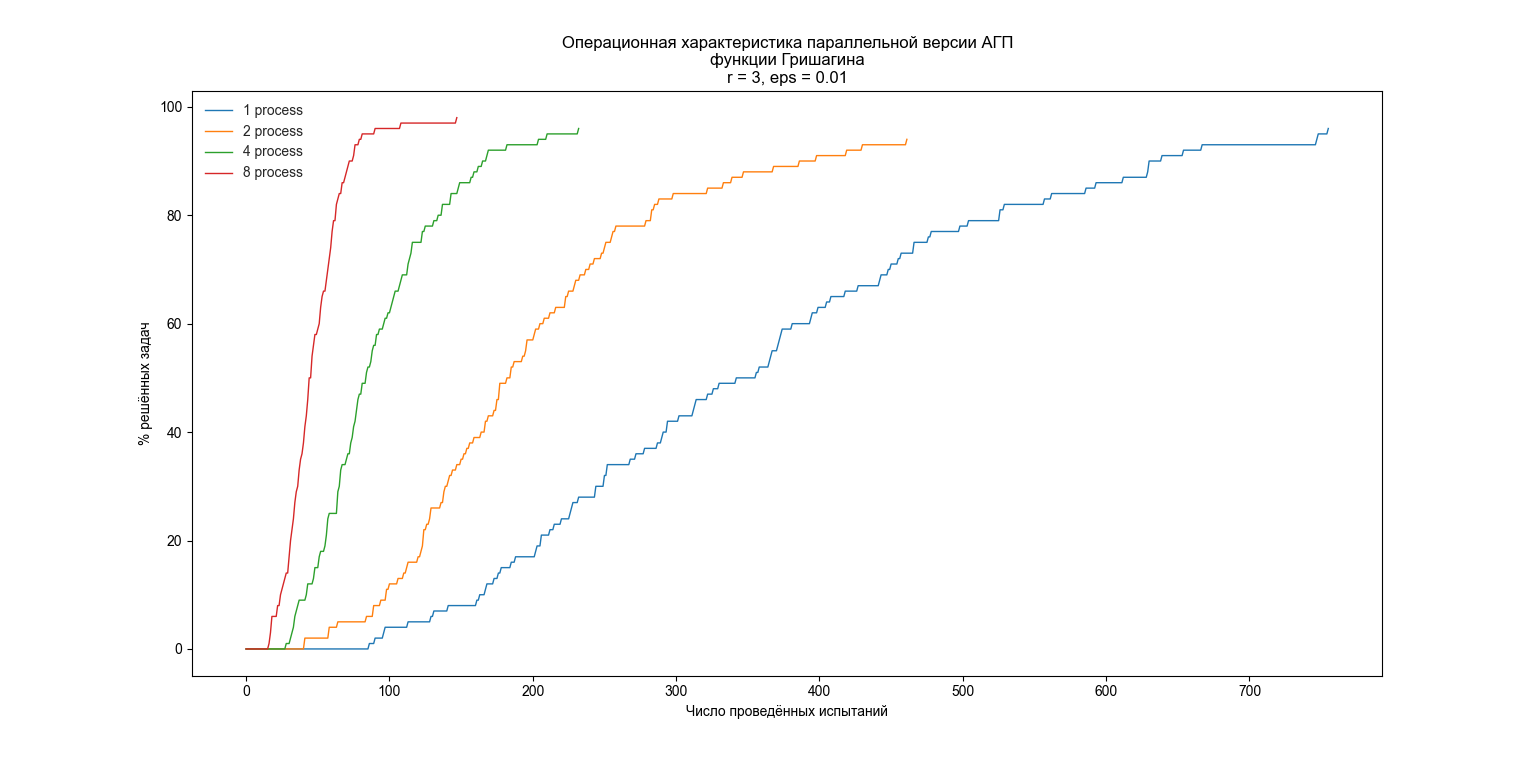 Операционная характеристика параллельной версии АГП
функции Гришагина
r = 3, eps = 0.01
1 process
2 process
4 process
8 process
% решённых задач
100
80
60
40
20
0
0 100 200 300 400 500 600 700
Число проведённых испытаний